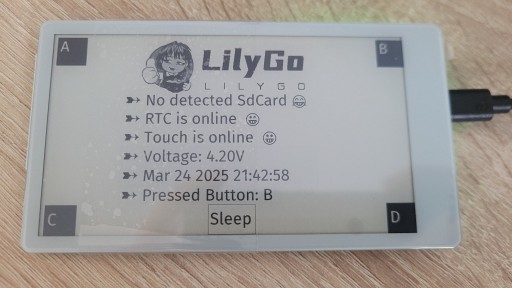 A
B
LilyGo
LILYGO
➵ No detected SdCard 😁
➵ RTC is online 😀
➵ Touch is online 😀
➵ Voltage: 4.20V
➵ Mar 24 2025 21:42:58
➵ Pressed Button: B
Sleep
C
D